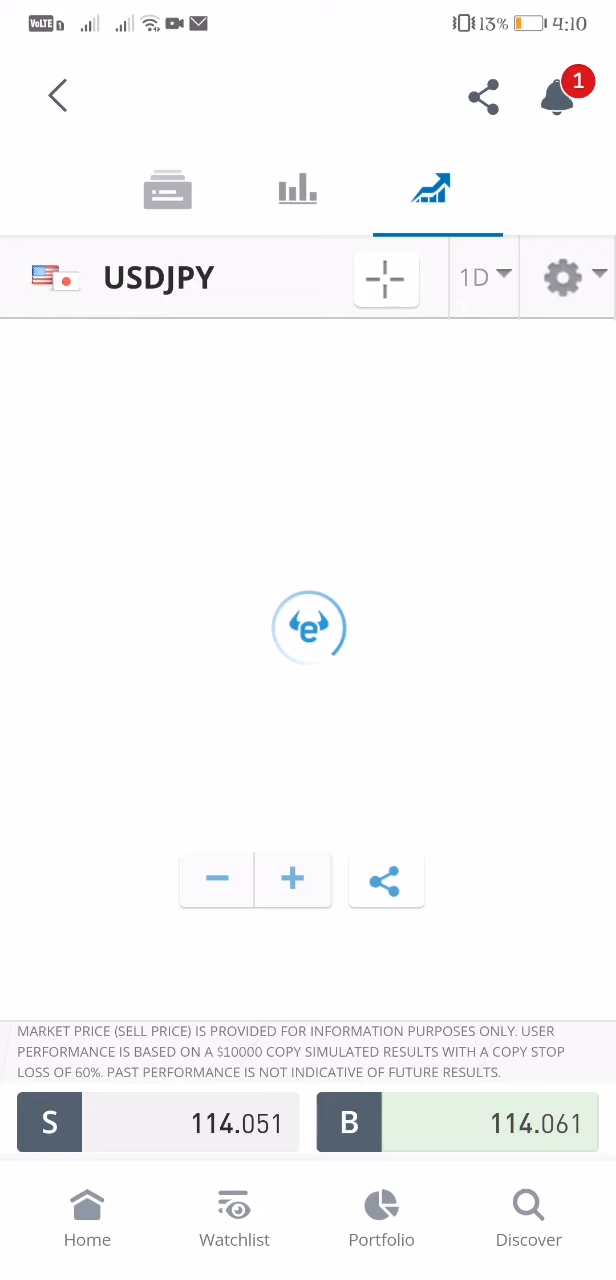 VoLTE 1 13% 4:10
1
USDJPY 1D
e
MARKET PRICE (SELL PRICE) IS PROVIDED FOR INFORMATION PURPOSES ONLY. USER
PERFORMANCE IS BASED ON A $10000 COPY SIMULATED RESULTS WITH A COPY STOP
LOSS OF 60%. PAST PERFORMANCE IS NOT INDICATIVE OF FUTURE RESULTS.
S 114.051 B 114.061
Home Watchlist Portfolio Discover